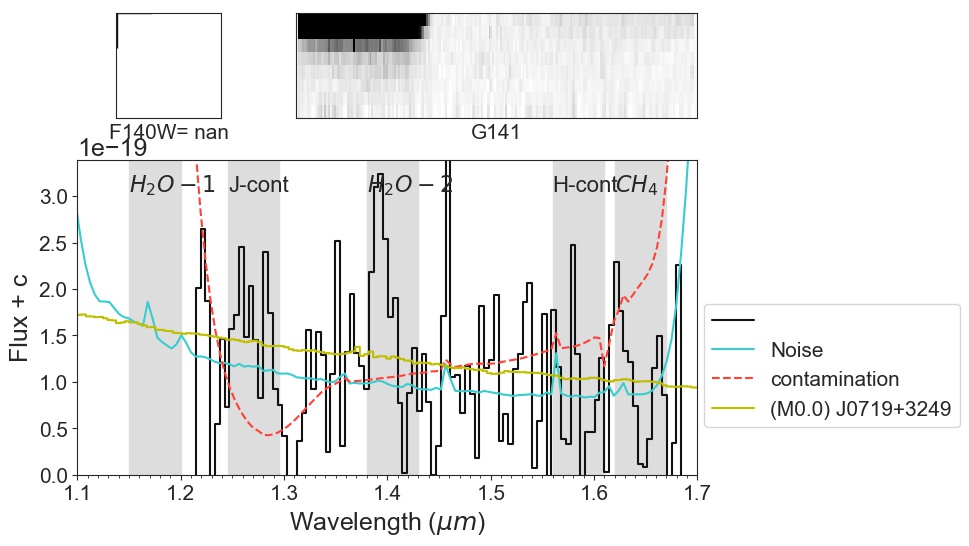 F140W= nan
G141
1e−19
H₂O − 1
J-cont
H₂O − 2
H-cont
CH₄
3.0
2.5
2.0
1.5
1.0
0.5
0.0
Flux + c
1.1
1.2
1.3
1.4
1.5
1.6
1.7
Wavelength (μm)
Noise
contamination
(M0.0) J0719+3249